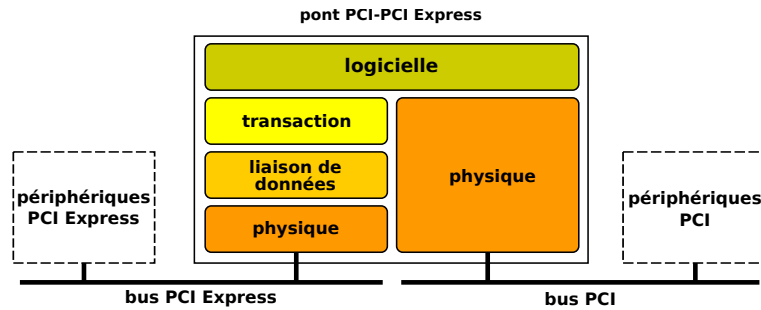 pont PCI-PCI Express
logicielle
transaction
liaison de
données
physique
physique
périphériques
PCI Express
périphériques
PCI
bus PCI Express
bus PCI